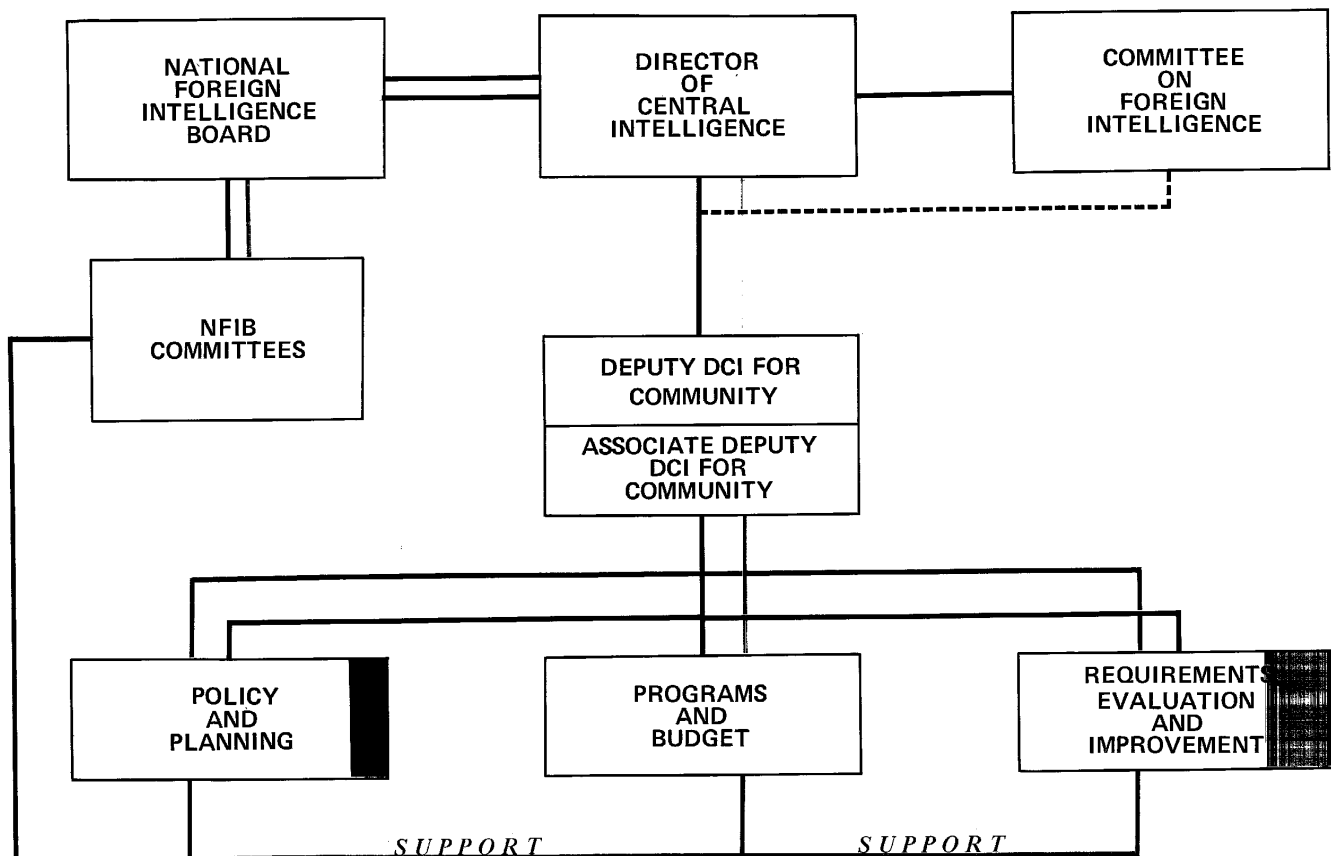 NATIONAL
FOREIGN
INTELLIGENCE
BOARD
DIRECTOR
OF
CENTRAL
INTELLIGENCE
COMMITTEE
ON
FOREIGN
INTELLIGENCE
NFIB
COMMITTEES
DEPUTY DCI FOR
COMMUNITY
ASSOCIATE DEPUTY
DCI FOR
COMMUNITY
POLICY
AND
PLANNING
PROGRAMS
AND
BUDGET
REQUIREMENTS
EVALUATION
AND
IMPROVEMENT
SUPPORT
SUPPORT